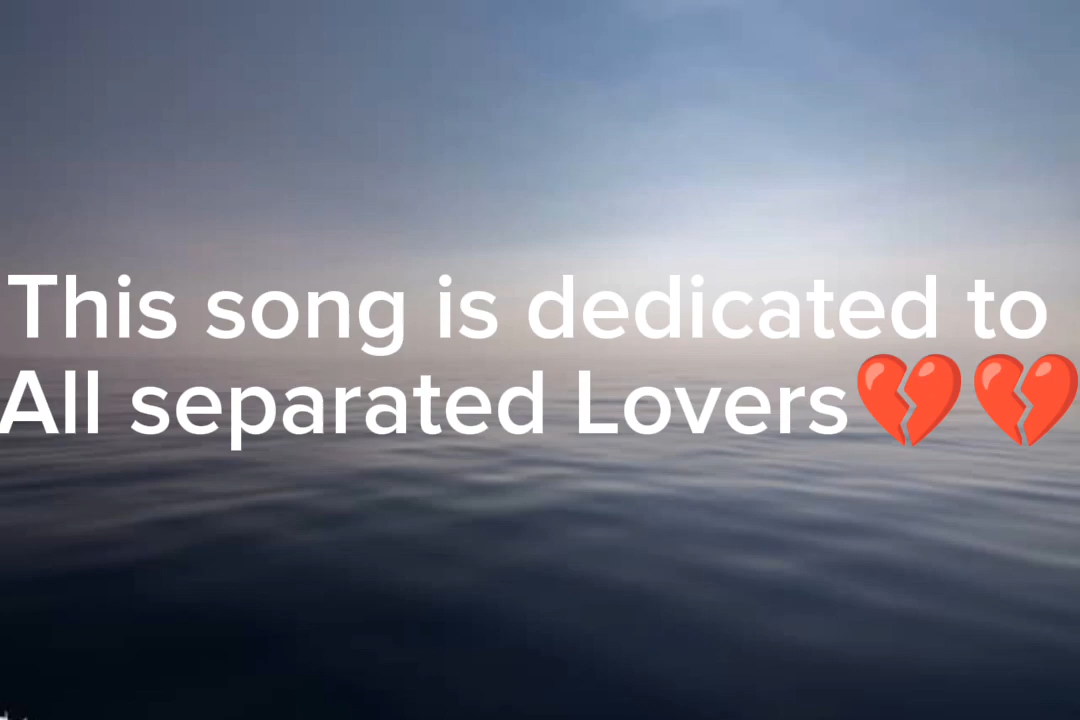 This song is dedicated to
All separated Lovers💔💔